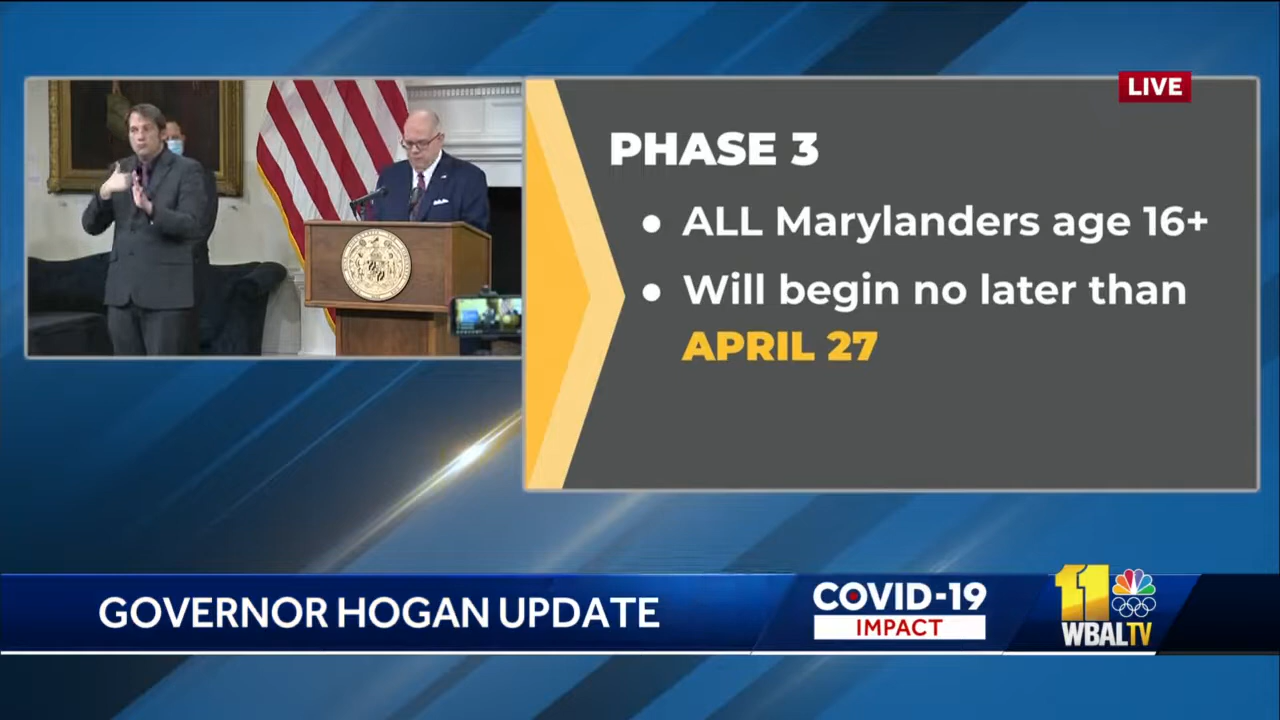 LIVE
PHASE 3
● ALL Marylanders age 16+
● Will begin no later than
APRIL 27
GOVERNOR HOGAN UPDATE
COVID-19
IMPACT
11
WBALTV